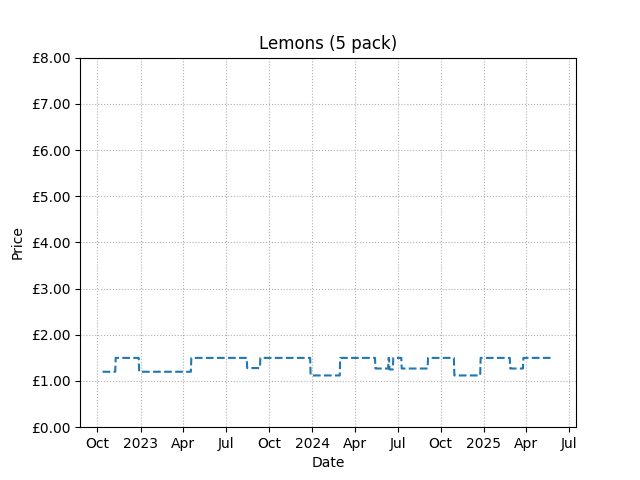 Lemons (5 pack)
£8.00
£7.00
£6.00
£5.00
£4.00
£3.00
£2.00
£1.00
£0.00
Price
Oct 2023 Apr Jul Oct 2024 Apr Jul Oct 2025 Apr Jul
Date